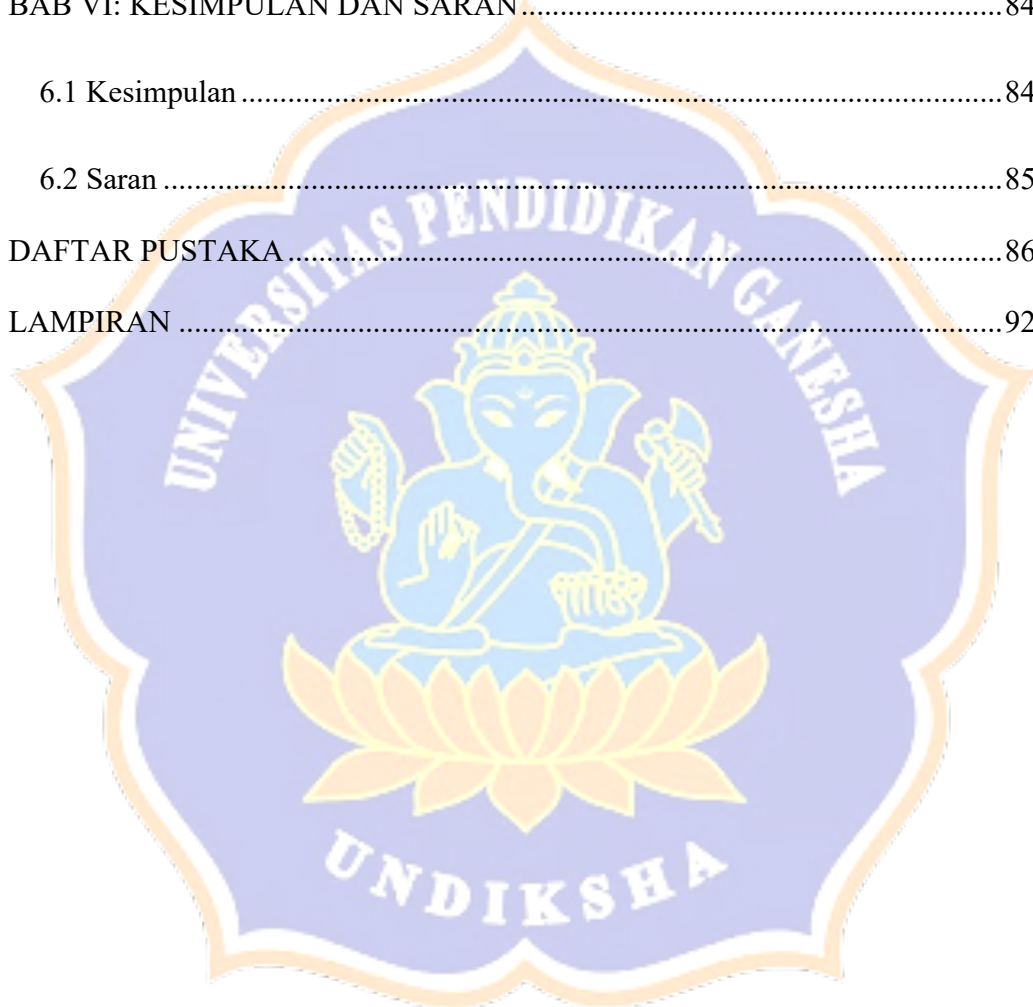 BAB VI: KESIMPULAN DAN SARAN........................................................84
6.1 Kesimpulan....................................................................................84
6.2 Saran..............................................................................................85
DAFTAR PUSTAKA................................................................................86
LAMPIRAN..............................................................................................92
UNIVERSITAS PENDIDIKAN GANESHA
UNDIKSHA